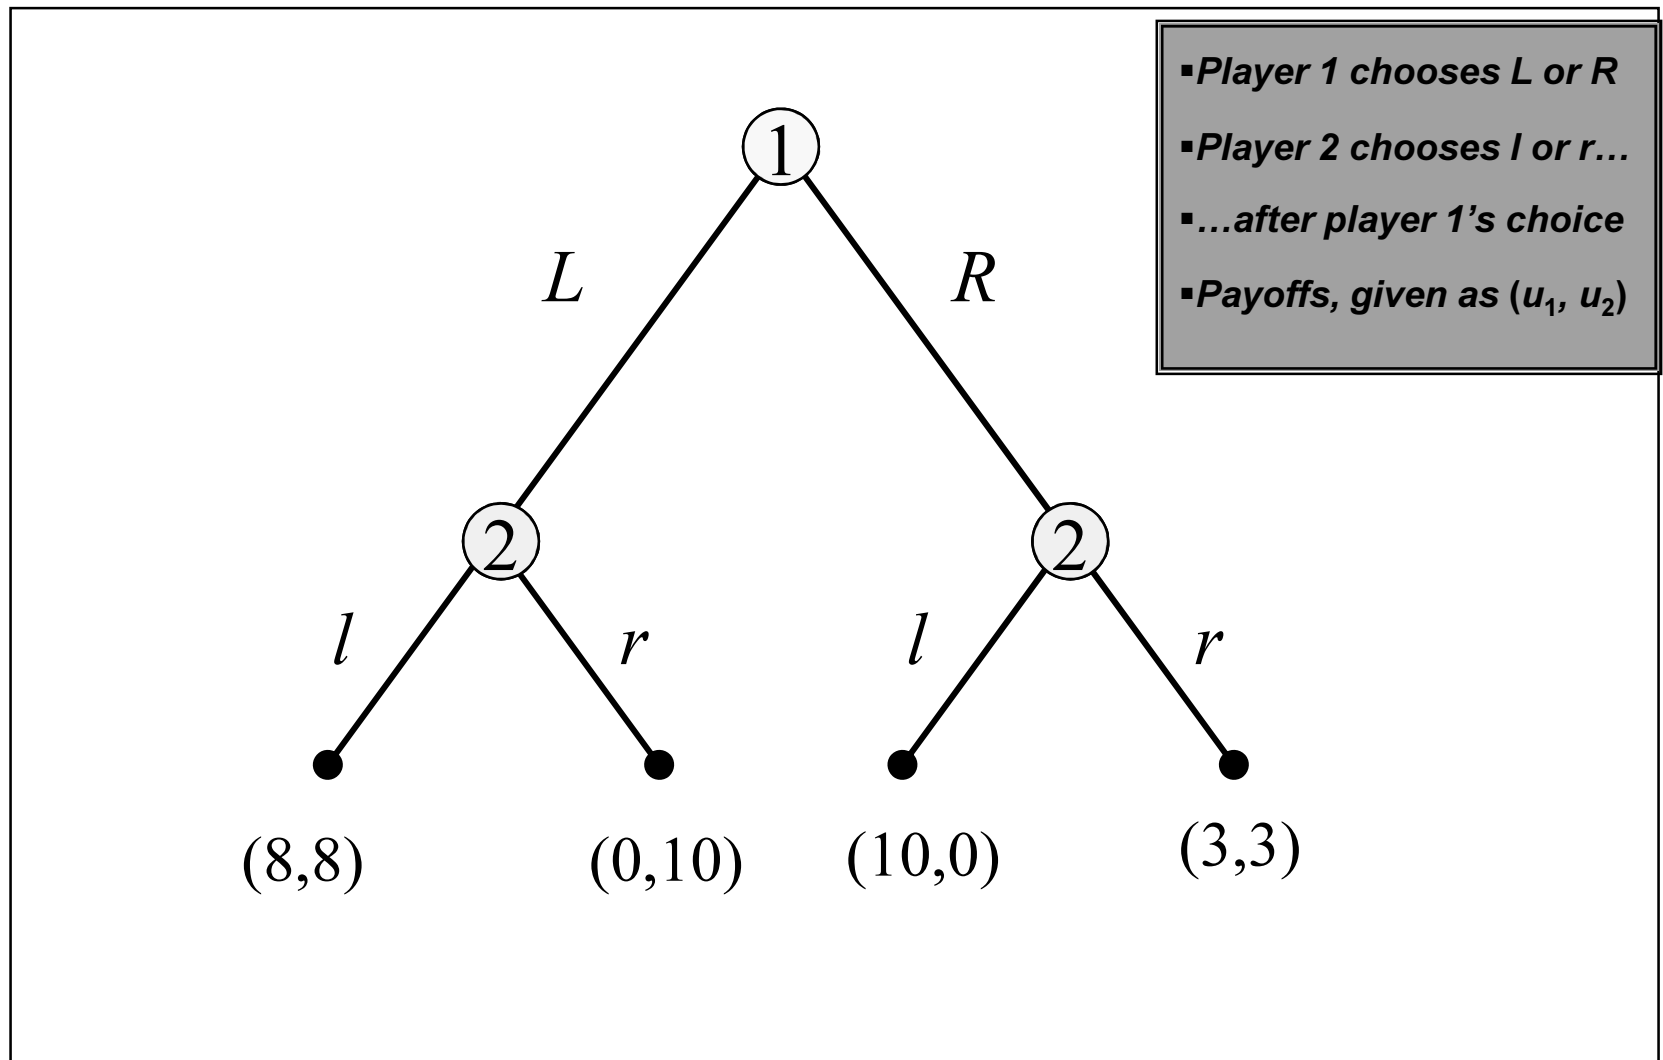 ▪Player 1 chooses L or R
▪Player 2 chooses l or r…
▪…after player 1’s choice
▪Payoffs, given as (u₁, u₂)
1
L R
2 2
l r l r
(8,8) (0,10) (10,0) (3,3)